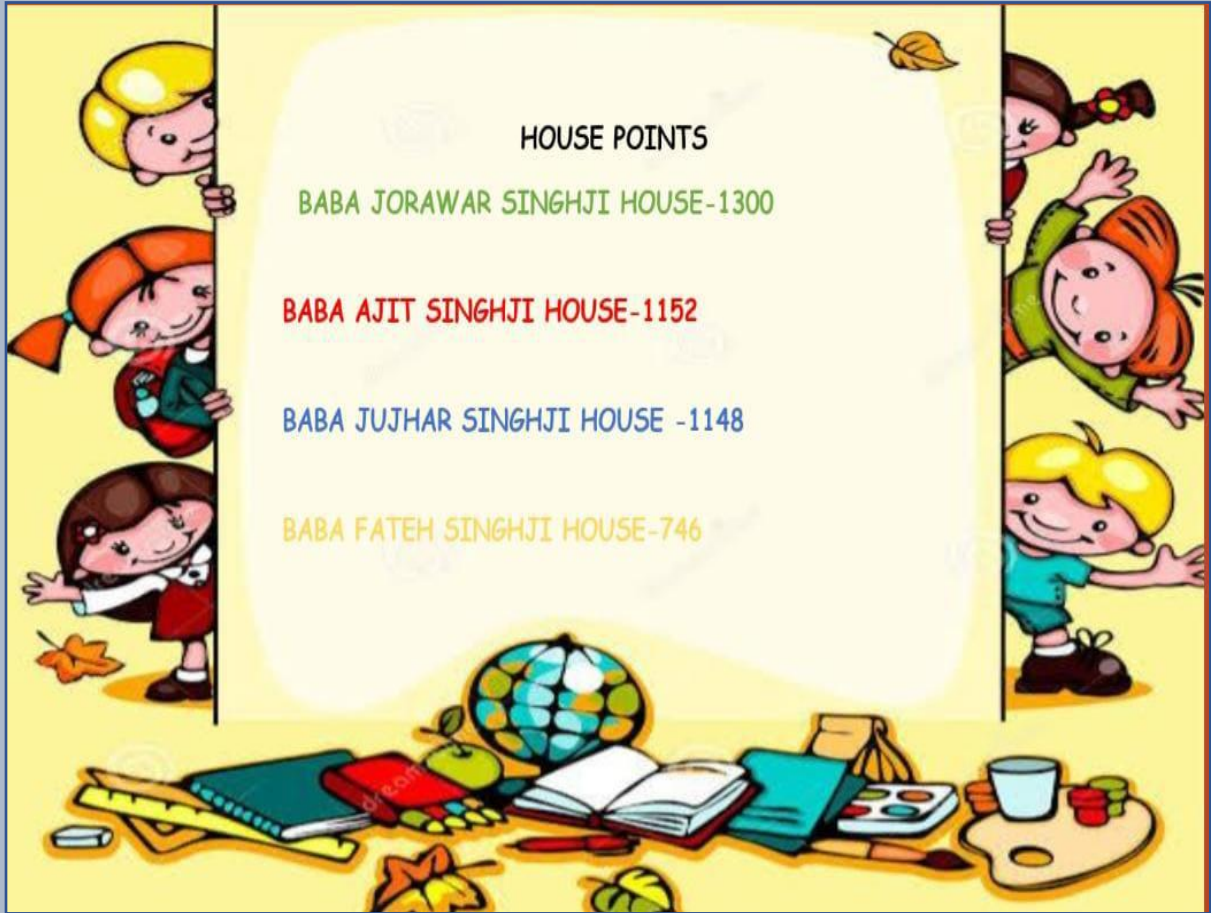 HOUSE POINTS
BABA JORAWAR SINGHJI HOUSE-1300
BABA AJIT SINGHJI HOUSE-1152
BABA JUJHAR SINGHJI HOUSE -1148
BABA FATEH SINGHJI HOUSE-746